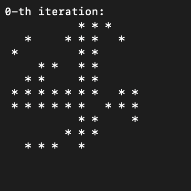 0-th iteration:
          * * *
  *     * * *   *
*         * *
    * *   * *
  * *     * *
* * * * * * *   * *
* * * * * *   * * *
          * *     *
        * * *
  * * *   *